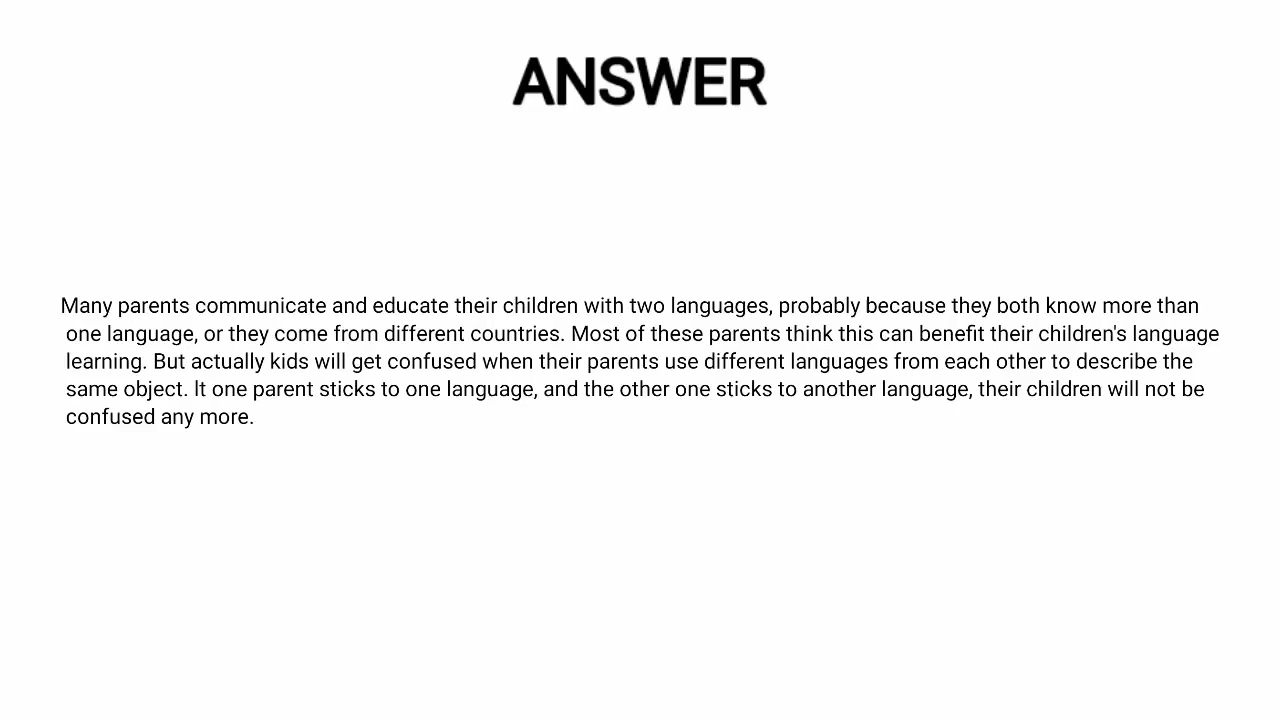 ANSWER
Many parents communicate and educate their children with two languages, probably because they both know more than
one language, or they come from different countries. Most of these parents think this can benefit their children's language
learning. But actually kids will get confused when their parents use different languages from each other to describe the
same object. lt one parent sticks to one language, and the other one sticks to another language, their children will not be
confused any more.